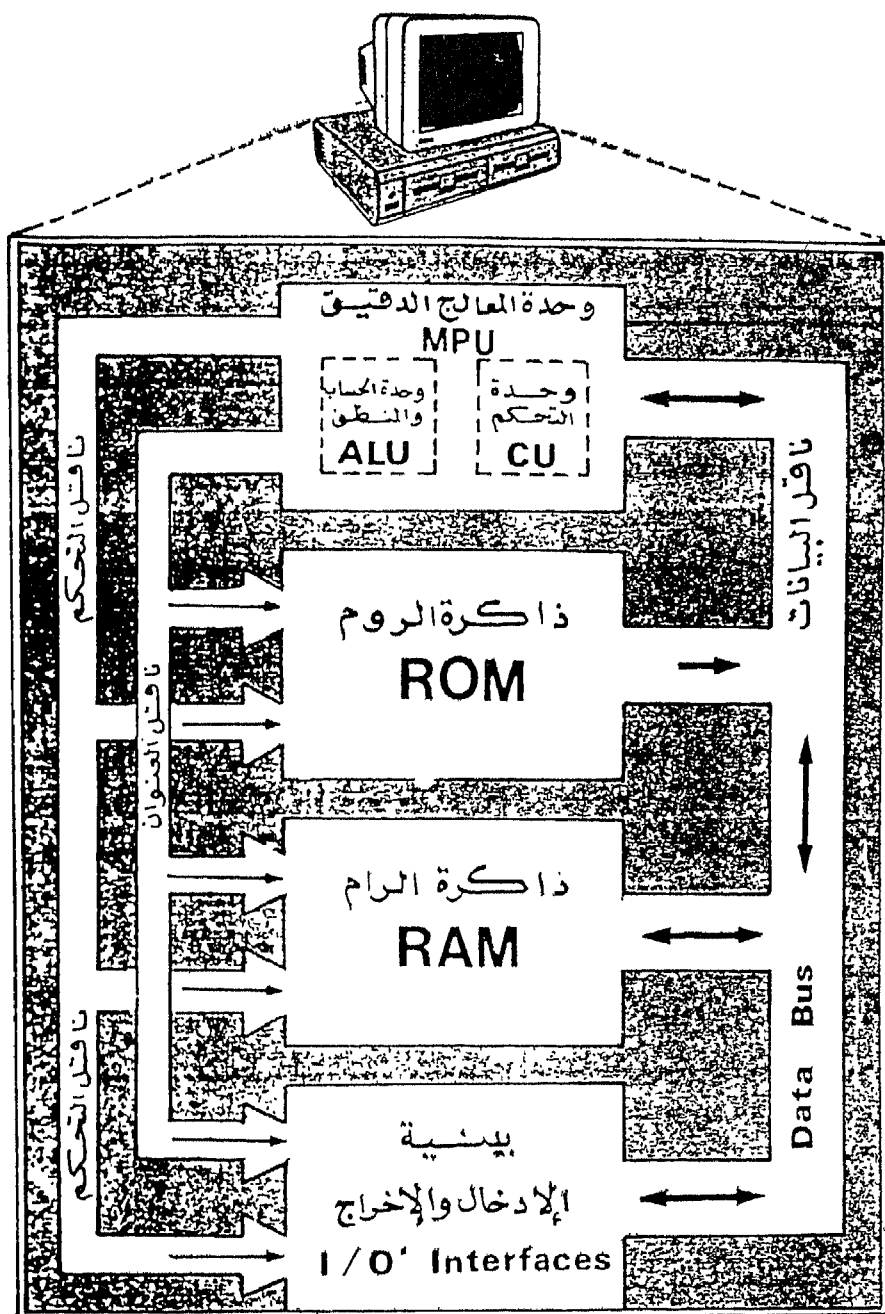 وحدة المعالج الدقيق
MPU
وحدة الحساب
والمنطق
ALU
وحدة
التحكم
CU
ناقل التحكم
ناقل البيانات
ذاكرة الروم
ROM
ناقل العنوان
ذاكرة الرام
RAM
Data Bus
ناقل التحكم
بينية
الإدخال والإخراج
I/O' Interfaces